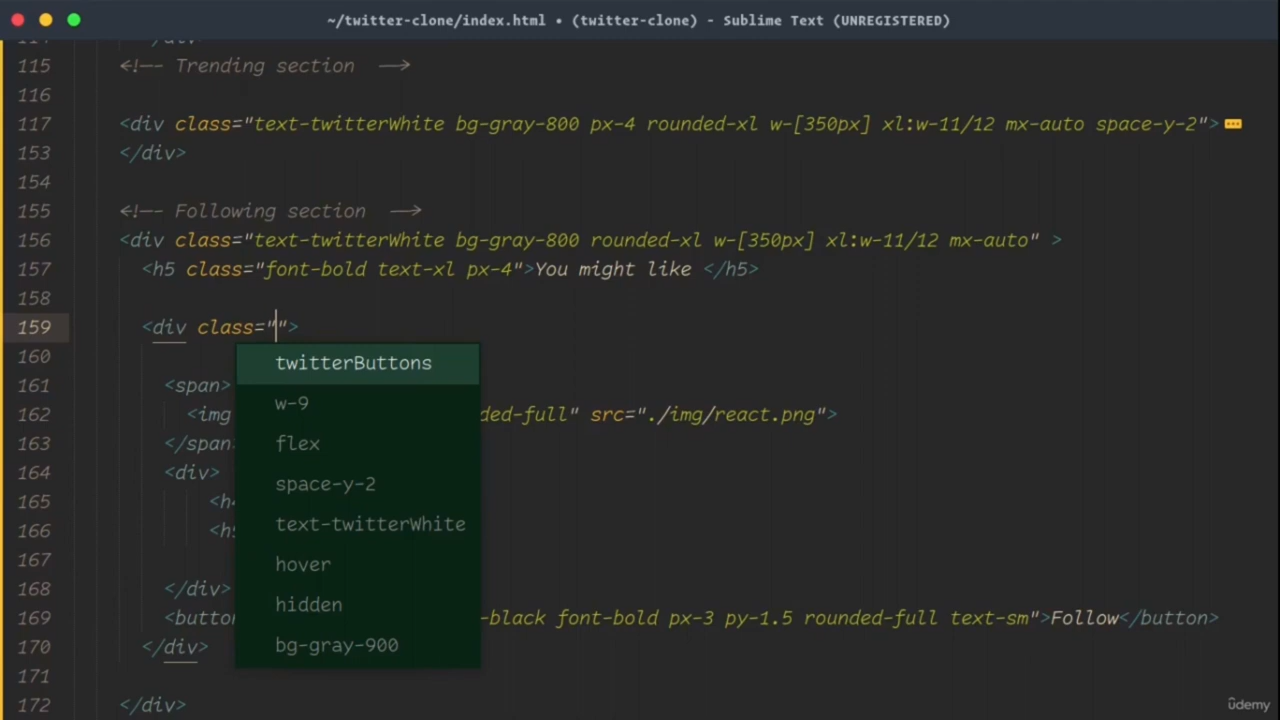 ~/twitter-clone/index.html • (twitter-clone) - Sublime Text (UNREGISTERED)
114 </div>
115 <!-- Trending section -->
116
117 <div class="text-twitterWhite bg-gray-800 px-4 rounded-xl w-[350px] xl:w-11/12 mx-auto space-y-2">
153 </div>
154
155 <!-- Following section -->
156 <div class="text-twitterWhite bg-gray-800 rounded-xl w-[350px] xl:w-11/12 mx-auto" >
157 <h5 class="font-bold text-xl px-4">You might like </h5>
158
159 <div class="">
160 twitterButtons
161 <span>
w-9
162 <img ded-full" src="./img/react.png">
163 </span> flex
164 <div>
space-y-2
165 <h4
text-twitterWhite
166 <h5
167 hover
168 </div>
hidden
169 <button -black font-bold px-3 py-1.5 rounded-full text-sm">Follow</button>
170 </div> bg-gray-900
171
172 </div>
ûdemy